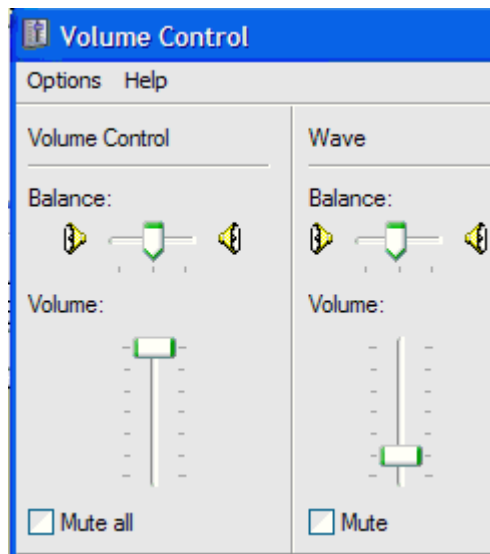 Volume Control
Options Help
Volume Control
Balance:
Volume:
Mute all
Wave
Balance:
Volume:
Mute